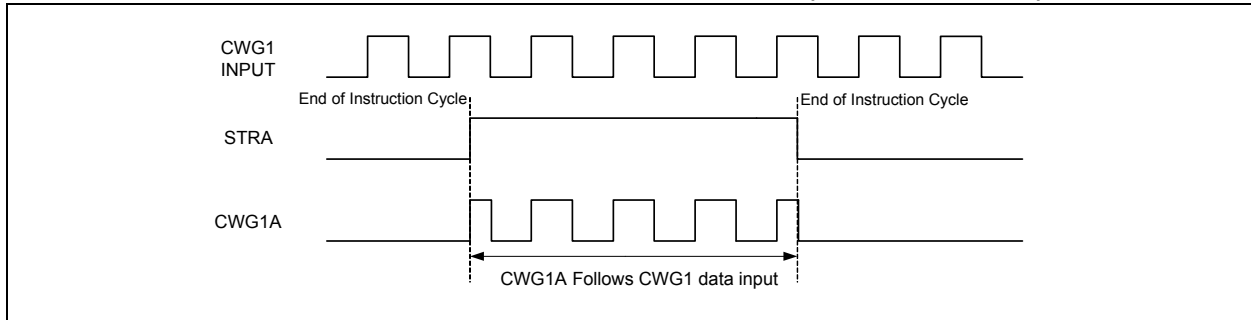 CWG1
INPUT
End of Instruction Cycle
End of Instruction Cycle
STRA
CWG1A
CWG1A Follows CWG1 data input